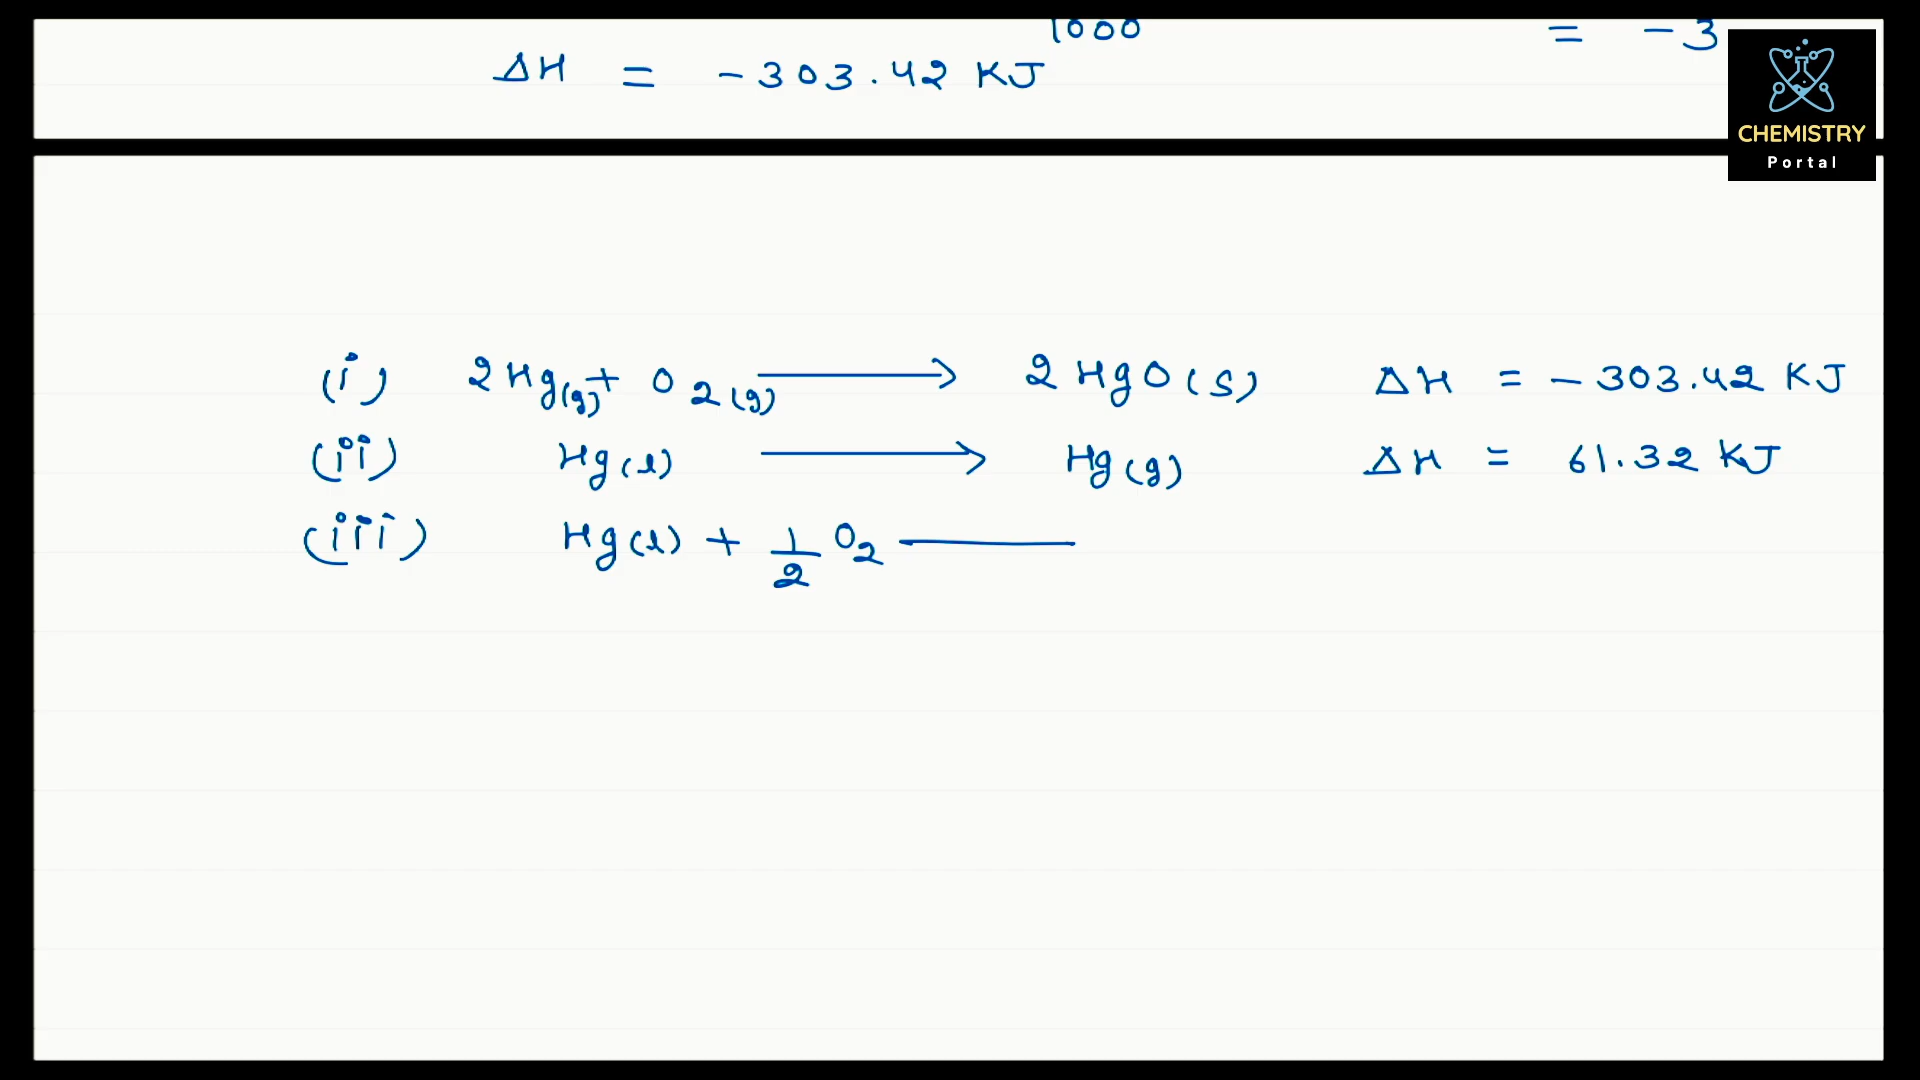 1000
= -3
ΔH = -303.42 KJ
CHEMISTRY
Portal
(i) 2Hg(g) + O2(g) ⟶ 2HgO(s) ΔH = -303.42 KJ
(ii) Hg(l) ⟶ Hg(g) ΔH = 61.32 KJ
(iii) Hg(l) + 1/2 O2 —